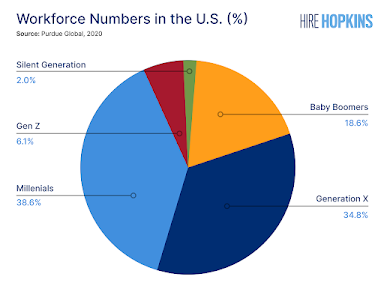 Workforce Numbers in the U.S. (%)
HIRE HOPKINS
Source: Purdue Global, 2020
Silent Generation
2.0%
Baby Boomers
18.6%
Gen Z
6.1%
Millenials
38.6%
Generation X
34.8%